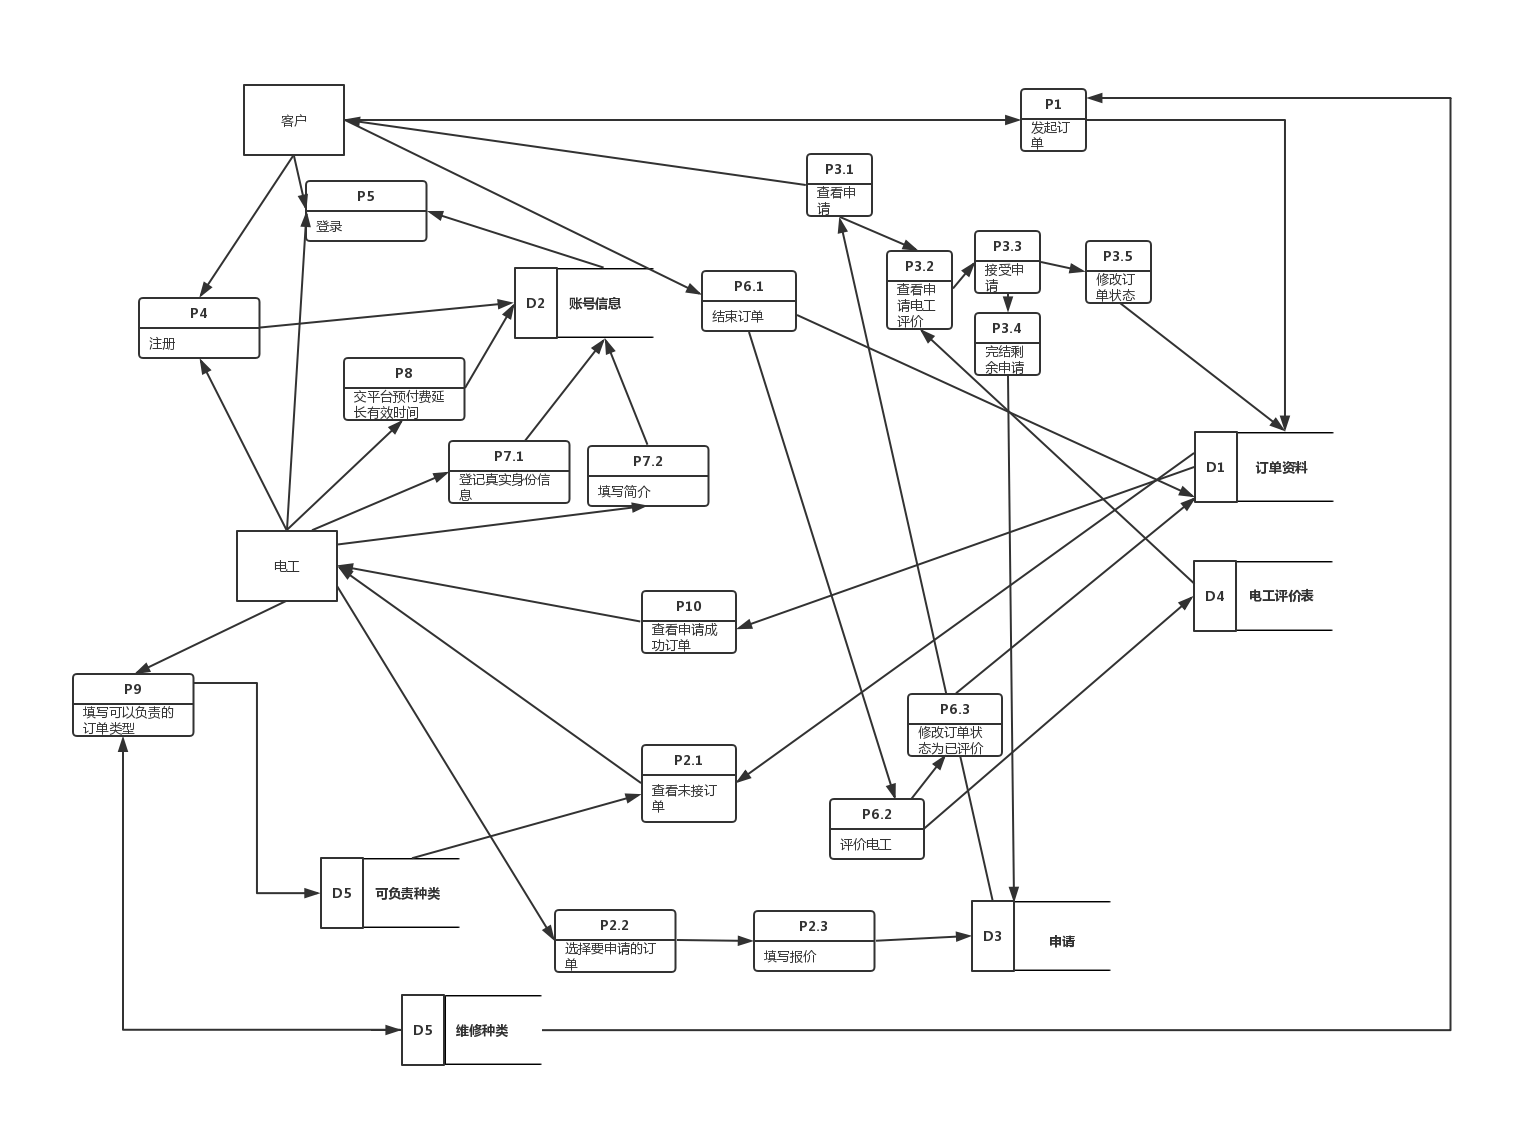 客户
P1
发起订
单
P3.1
查看申
请
P5
登录
P3.2
查看申
请电工
评价
P3.3
接受申
请
P3.5
修改订
单状态
D2
账号信息
P6.1
结束订单
P4
注册
P3.4
完结剩
余申请
P8
交平台预付费延
长有效时间
P7.1
登记真实身份信
息
P7.2
填写简介
D1
订单资料
电工
P10
查看申请成
功订单
D4
电工评价表
P9
填写可以负责的
订单类型
P6.3
修改订单状
态为已评价
P2.1
查看未接订
单
P6.2
评价电工
D5
可负责种类
P2.2
选择要申请的订
单
P2.3
填写报价
D3
申请
D5
维修种类